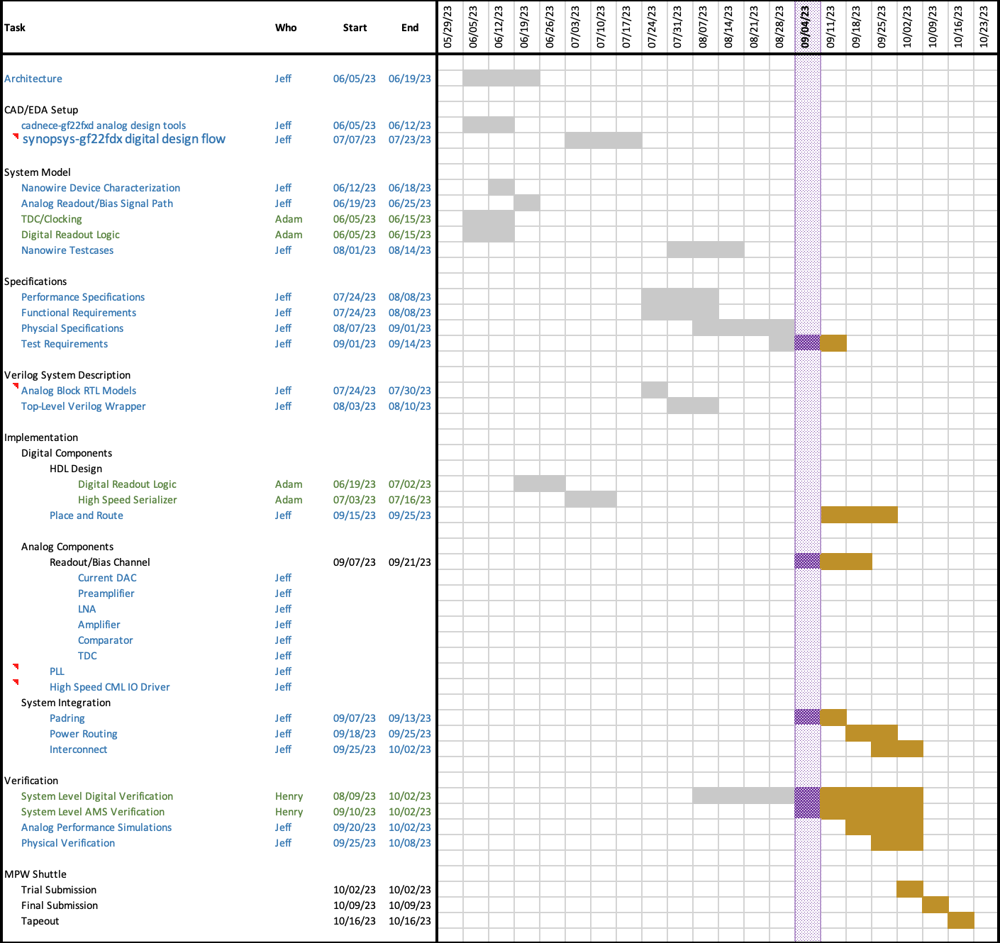 Task Who Start End 05/29/23 06/05/23 06/12/23 06/19/23 06/26/23 07/03/23 07/10/23 07/17/23 07/24/23 07/31/23 08/07/23 08/14/23 08/21/23 08/28/23 09/04/23 09/11/23 09/18/23 09/25/23 10/02/23 10/09/23 10/16/23 10/23/23
Architecture Jeff 06/05/23 06/19/23
CAD/EDA Setup
cadnece-gf22fxd analog design tools Jeff 06/05/23 06/12/23
synopsys-gf22fdx digital design flow Jeff 07/07/23 07/23/23
System Model
Nanowire Device Characterization Jeff 06/12/23 06/18/23
Analog Readout/Bias Signal Path Jeff 06/19/23 06/25/23
TDC/Clocking Adam 06/05/23 06/15/23
Digital Readout Logic Adam 06/05/23 06/15/23
Nanowire Testcases Jeff 08/01/23 08/14/23
Specifications
Performance Specifications Jeff 07/24/23 08/08/23
Functional Requirements Jeff 07/24/23 08/08/23
Physcial Specifications Jeff 08/07/23 09/01/23
Test Requirements Jeff 09/01/23 09/14/23
Verilog System Description
Analog Block RTL Models Jeff 07/24/23 07/30/23
Top-Level Verilog Wrapper Jeff 08/03/23 08/10/23
Implementation
Digital Components
HDL Design
Digital Readout Logic Adam 06/19/23 07/02/23
High Speed Serializer Adam 07/03/23 07/16/23
Place and Route Jeff 09/15/23 09/25/23
Analog Components
Readout/Bias Channel 09/07/23 09/21/23
Current DAC Jeff
Preamplifier Jeff
LNA Jeff
Amplifier Jeff
Comparator Jeff
TDC Jeff
PLL Jeff
High Speed CML IO Driver Jeff
System Integration
Padring Jeff 09/07/23 09/13/23
Power Routing Jeff 09/18/23 09/25/23
Interconnect Jeff 09/25/23 10/02/23
Verification
System Level Digital Verification Henry 08/09/23 10/02/23
System Level AMS Verification Henry 09/10/23 10/02/23
Analog Performance Simulations Jeff 09/20/23 10/02/23
Physical Verification Jeff 09/25/23 10/08/23
MPW Shuttle
Trial Submission 10/02/23 10/02/23
Final Submission 10/09/23 10/09/23
Tapeout 10/16/23 10/16/23